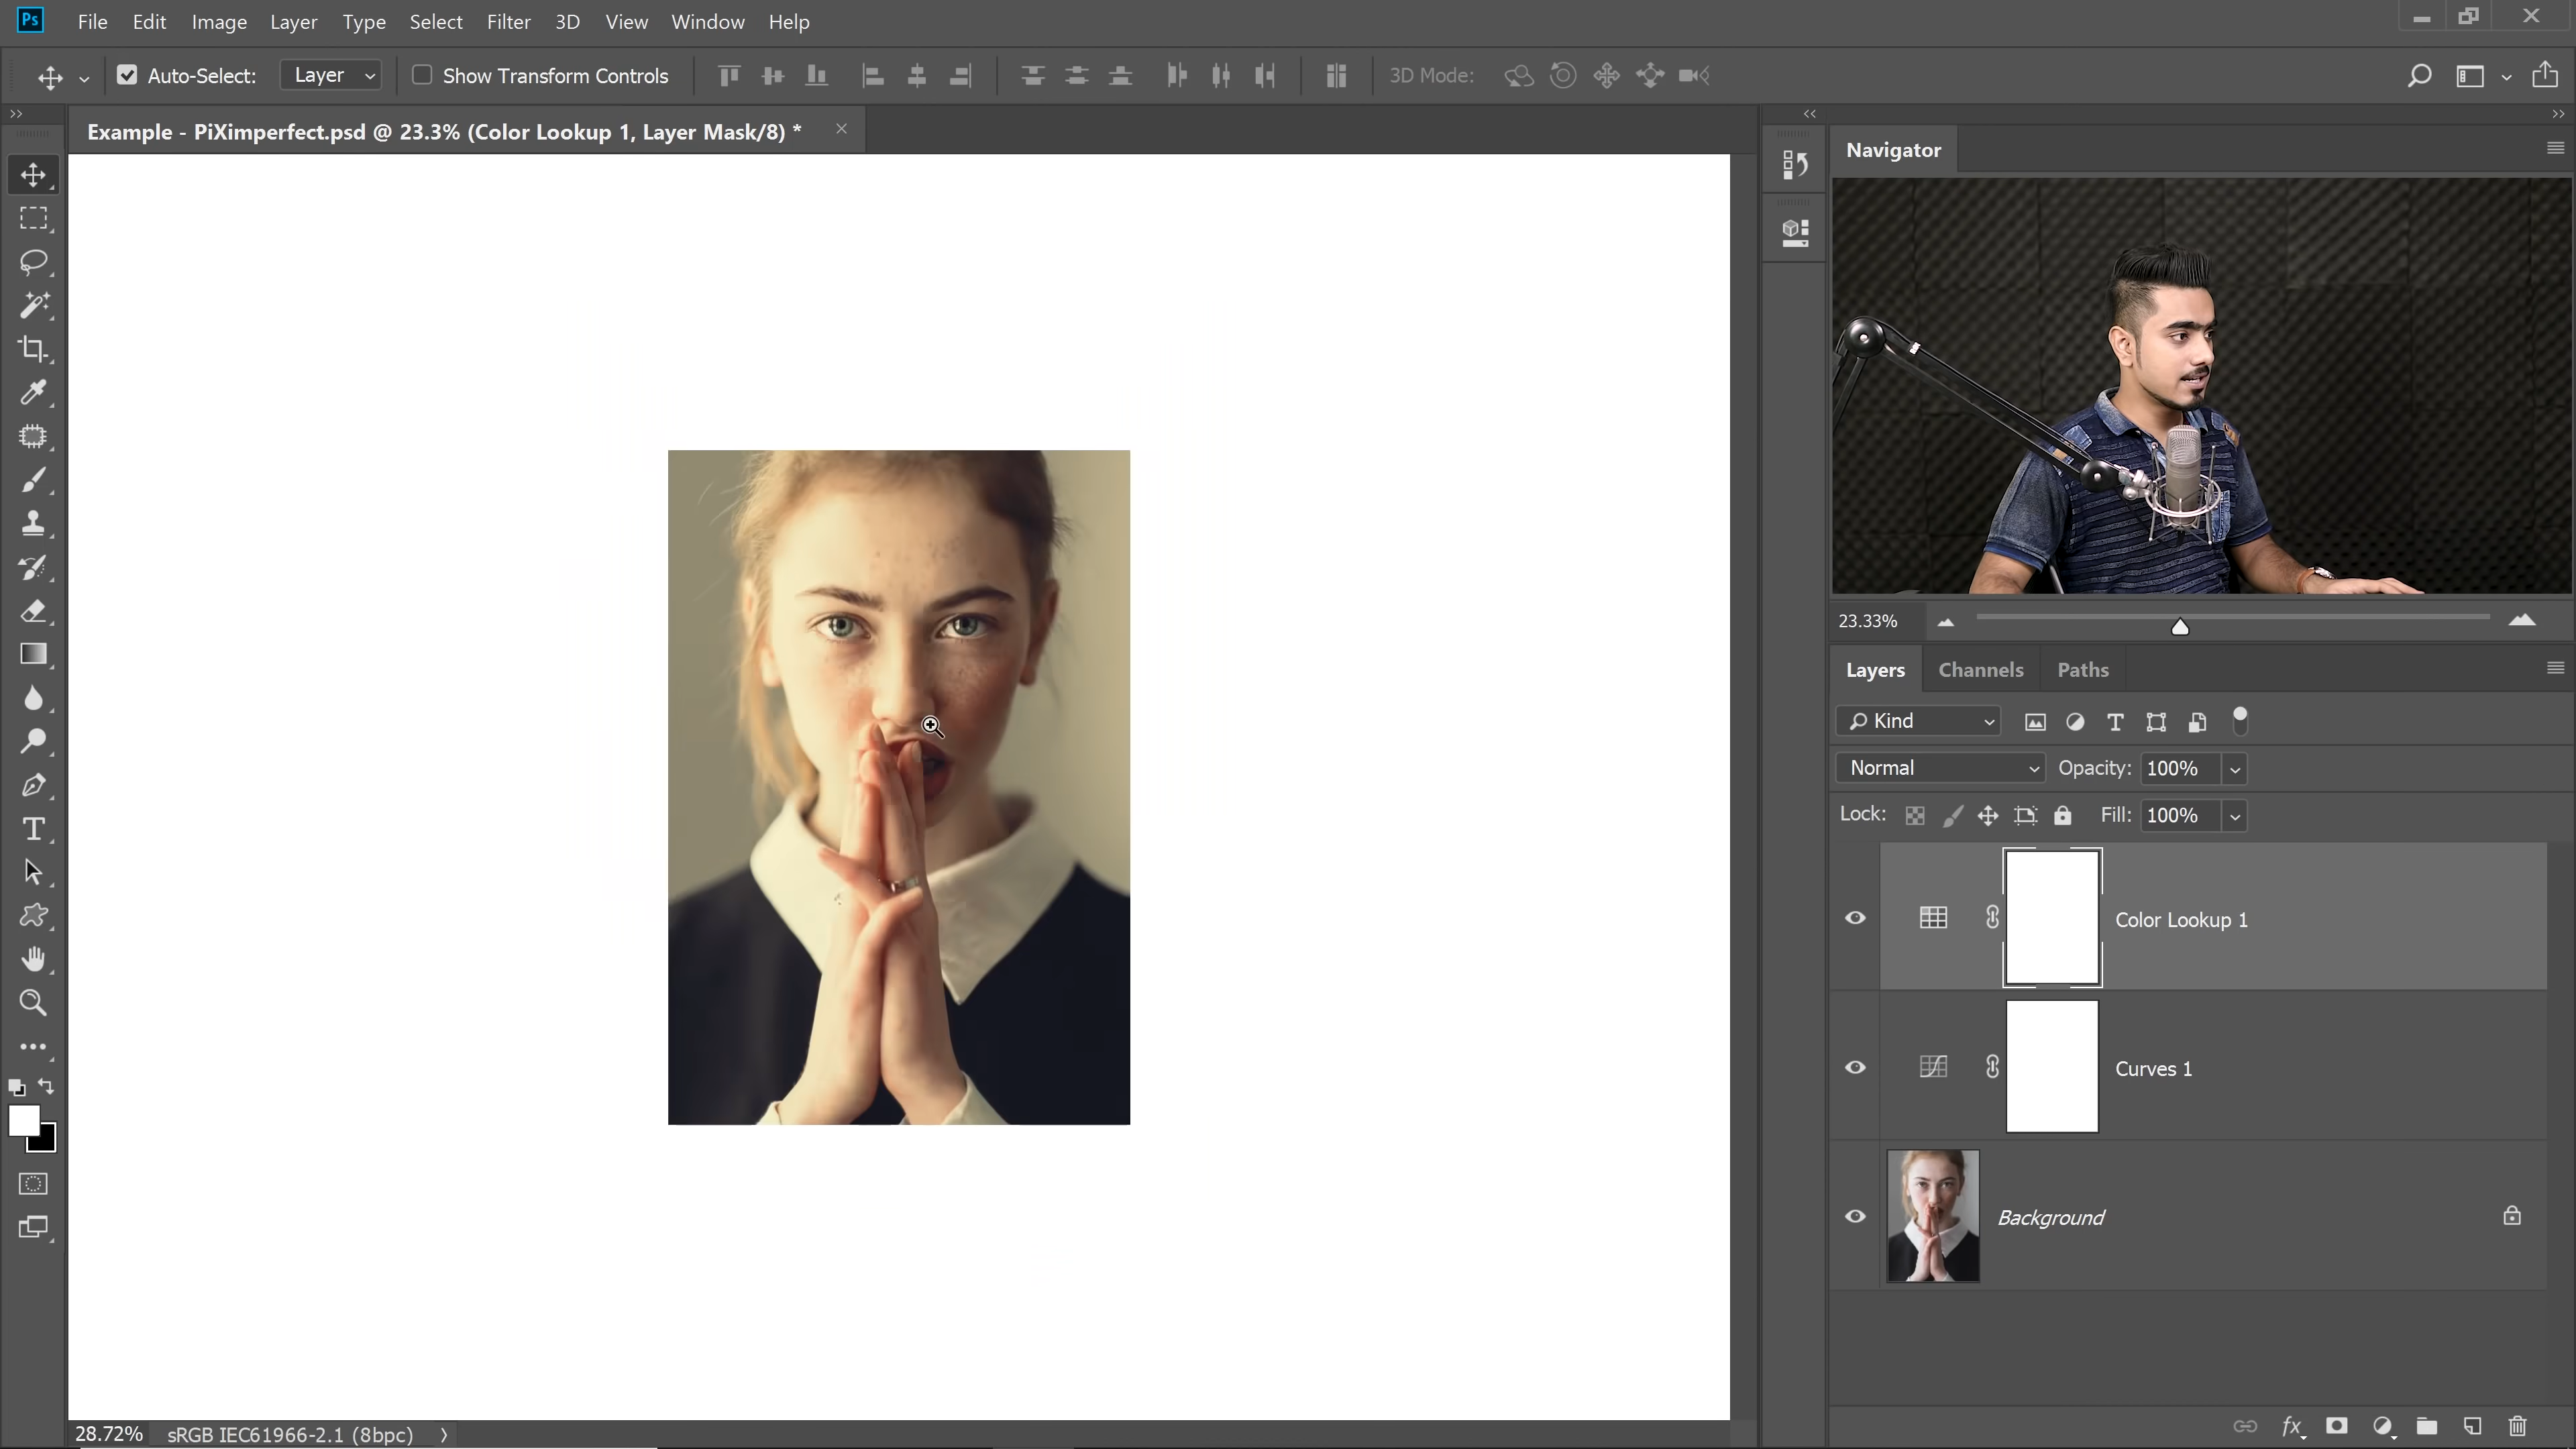 Ps File Edit Image Layer Type Select Filter 3D View Window Help
Auto-Select: Layer Show Transform Controls 3D Mode:
Example - PiXimperfect.psd @ 23.3% (Color Lookup 1, Layer Mask/8) *
Navigator
23.33%
Layers Channels Paths
Kind
Normal Opacity: 100%
Lock: Fill: 100%
Color Lookup 1
Curves 1
Background
fx
28.72% sRGB IEC61966-2.1 (8bpc)